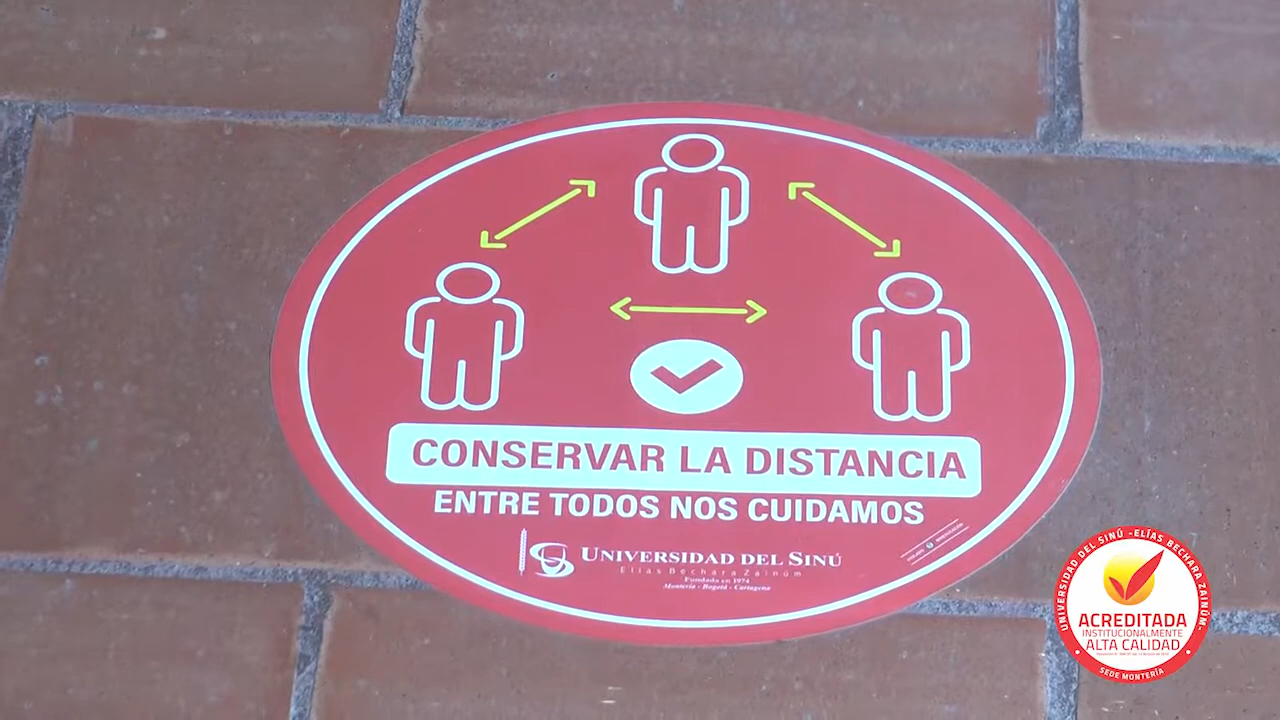 CONSERVAR LA DISTANCIA
ENTRE TODOS NOS CUIDAMOS
UNIVERSIDAD DEL SINÚ
Elías Bechara Zainúm
Fundada en 1974
Montería - Bogotá - Cartagena
UNIVERSIDAD DEL SINÚ - ELÍAS BECHARA ZAINÚM -
ACREDITADA
INSTITUCIONALMENTE
ALTA CALIDAD
SEDE MONTERÍA